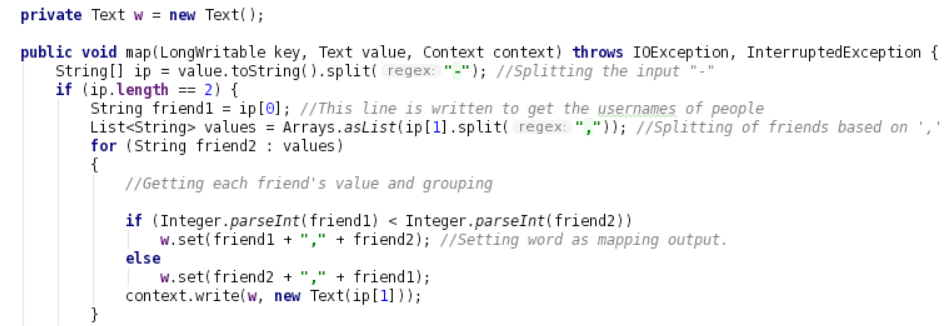 private Text w = new Text();
public void map(LongWritable key, Text value, Context context) throws IOException, InterruptedException {
String[] ip = value.toString().split( regex: "-"); //Splitting the input "-"
if (ip.length == 2) {
String friend1 = ip[0]; //This line is written to get the usernames of people
List<String> values = Arrays.asList(ip[1].split( regex: ",")); //Splitting of friends based on ','
for (String friend2 : values)
{
//Getting each friend's value and grouping
if (Integer.parseInt(friend1) < Integer.parseInt(friend2))
w.set(friend1 + "," + friend2); //Setting word as mapping output.
else
w.set(friend2 + "," + friend1);
context.write(w, new Text(ip[1]));
}